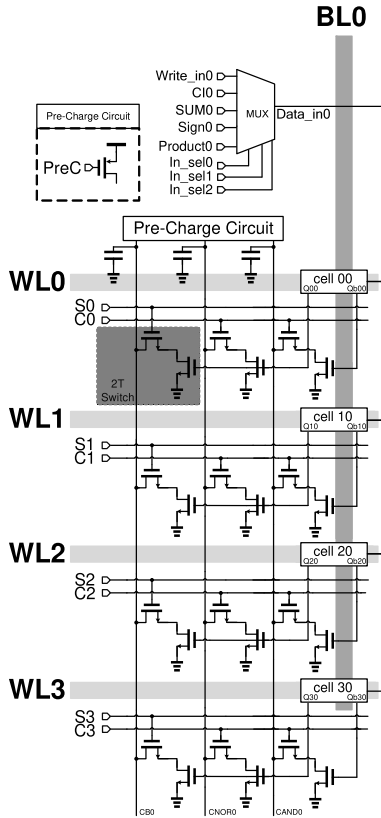 BL0
Write_in0
CI0
SUM0
Sign0
Product0
In_sel0
In_sel1
In_sel2
MUX
Data_in0
Pre-Charge Circuit
PreC
Pre-Charge Circuit
WL0
cell 00
Q00 Qb00
S0
C0
2T
Switch
WL1
cell 10
Q10 Qb10
S1
C1
WL2
cell 20
Q20 Qb20
S2
C2
WL3
cell 30
Q30 Qb30
S3
C3
CB0 CNOR0 CAND0